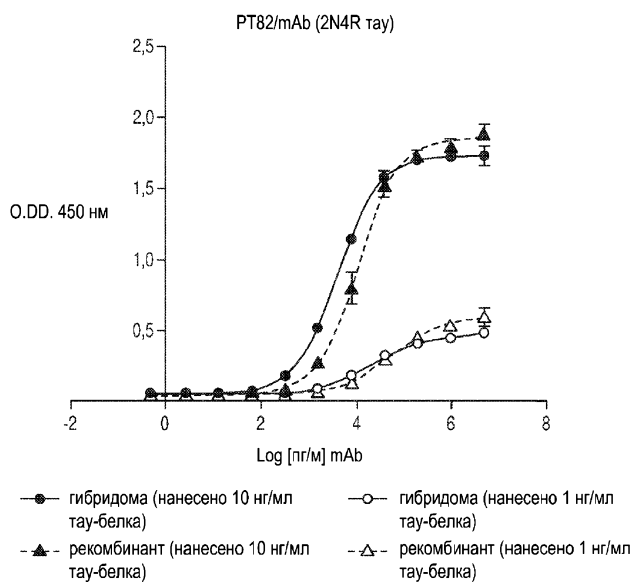 PT82/mAb (2N4R тау)
2,5
2,0
1,5
1,0
0,5
O.DD. 450 нм
-2 0 2 4 6 8
Log [пг/м] mAb
гибридома (нанесено 10 нг/мл тау-белка)
гибридома (нанесено 1 нг/мл тау-белка)
рекомбинант (нанесено 10 нг/мл тау-белка)
рекомбинант (нанесено 1 нг/мл тау-белка)